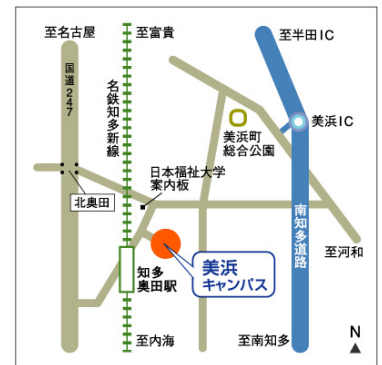 至名古屋
至富貴
至半田IC
国道247
名鉄知多新線
美浜町
総合公園
美浜IC
日本福祉大学
案内板
北奥田
南知多道路
至河和
知多
奥田駅
美浜
キャンパス
至内海
至南知多
N